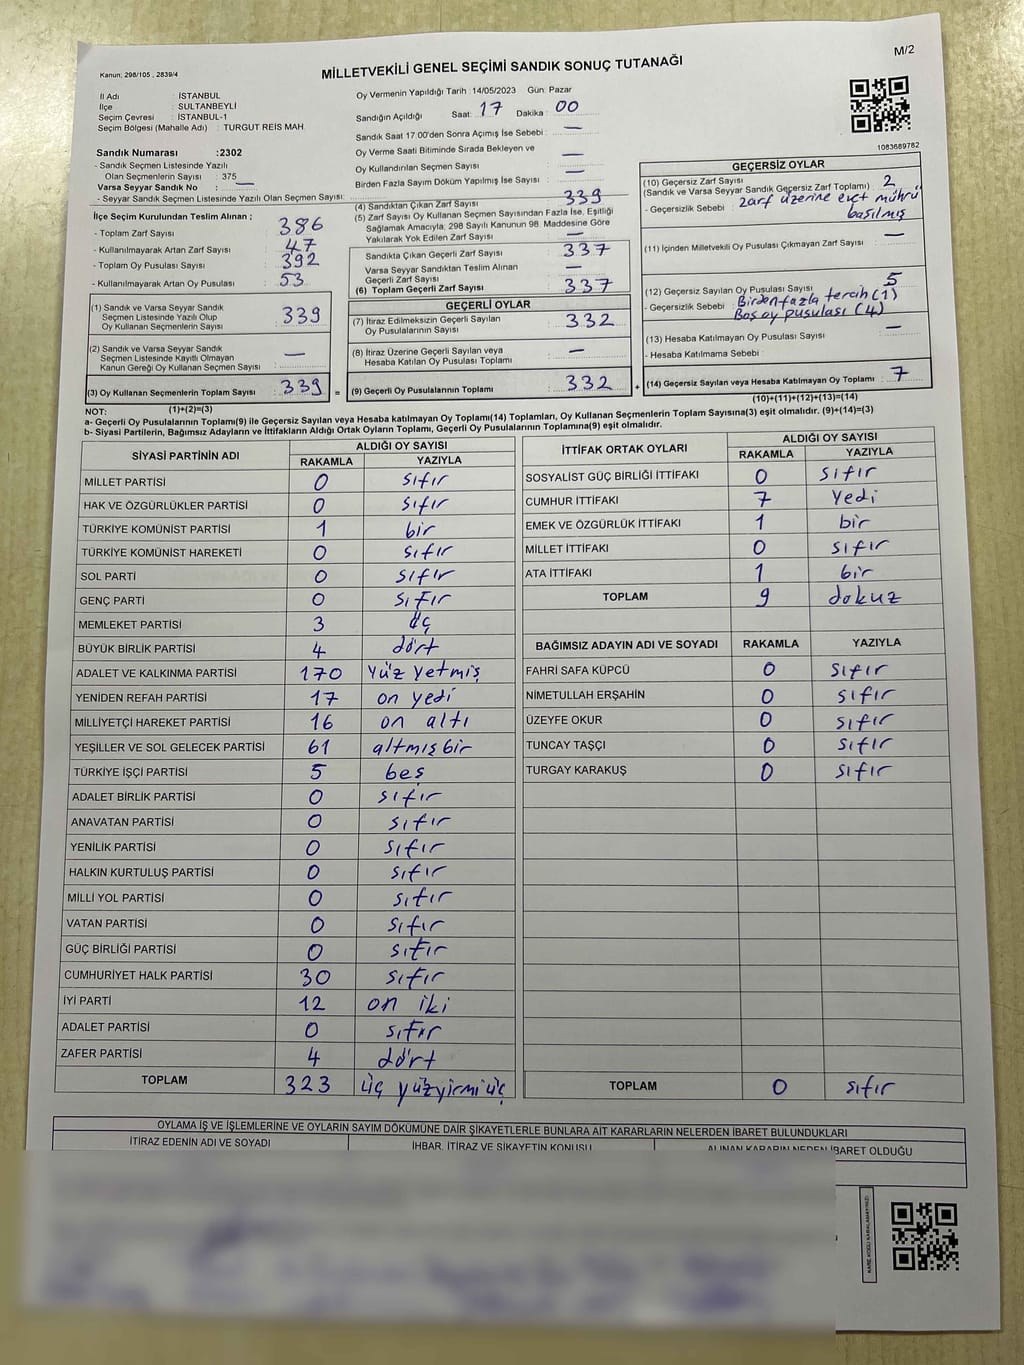 M/2
Kanun; 298/105 , 2839/4
MİLLETVEKİLİ GENEL SEÇİMİ SANDIK SONUÇ TUTANAĞI
İl Adı : İSTANBUL
İlçe : SULTANBEYLİ
Seçim Çevresi : İSTANBUL-1
Seçim Bölgesi (Mahalle Adı) : TURGUT REİS MAH.
Sandık Numarası :2302
- Sandık Seçmen Listesinde Yazılı
Olan Seçmenlerin Sayısı : 375
Varsa Seyyar Sandık No : —
- Seyyar Sandık Seçmen Listesinde Yazılı Olan Seçmen Sayısı:
İlçe Seçim Kurulundan Teslim Alınan ;
- Toplam Zarf Sayısı : 386
- Kullanılmayarak Artan Zarf Sayısı : 47
- Toplam Oy Pusulası Sayısı : 392
- Kullanılmayarak Artan Oy Pusulası : 53
(1) Sandık ve Varsa Seyyar Sandık
Seçmen Listesinde Yazılı Olup
Oy Kullanan Seçmenlerin Sayısı : 339
(2) Sandık ve Varsa Seyyar Sandık
Seçmen Listesinde Kayıtlı Olmayan
Kanun Gereği Oy Kullanan Seçmen Sayısı : —
(3) Oy Kullanan Seçmenlerin Toplam Sayısı : 339 =
Oy Vermenin Yapıldığı Tarih :14/05/2023 Gün: Pazar
Sandığın Açıldığı Saat: 17 Dakika : 00
Sandık Saat 17:00'den Sonra Açımış İse Sebebi : —
Oy Verme Saati Bitiminde Sırada Bekleyen ve
Oy Kullandırılan Seçmen Sayısı : —
Birden Fazla Sayım Döküm Yapılmış İse Sayısı : —
(4) Sandıktan Çıkan Zarf Sayısı : 339
(5) Zarf Sayısı Oy Kullanan Seçmen Sayısından Fazla İse, Eşitliği
Sağlamak Amacıyla; 298 Sayılı Kanunun 98. Maddesine Göre
Yakılarak Yok Edilen Zarf Sayısı : —
Sandıkta Çıkan Geçerli Zarf Sayısı : 337
Varsa Seyyar Sandıktan Teslim Alınan
Geçerli Zarf Sayısı : —
(6) Toplam Geçerli Zarf Sayısı : 337
GEÇERLİ OYLAR
(7) İtiraz Edilmeksizin Geçerli Sayılan
Oy Pusulalarının Sayısı : 332
(8) İtiraz Üzerine Geçerli Sayılan veya
Hesaba Katılan Oy Pusulası Toplamı : —
(9) Geçerli Oy Pusulalarının Toplamı : 332 +
1083689782
GEÇERSİZ OYLAR
(10) Geçersiz Zarf Sayısı : 2
(Sandık ve Varsa Seyyar Sandık Geçersiz Zarf Toplamı)
- Geçersizlik Sebebi : zarf üzerine evet mührü
basılmış
(11) İçinden Milletvekili Oy Pusulası Çıkmayan Zarf Sayısı : —
(12) Geçersiz Sayılan Oy Pusulası Sayısı : 5
- Geçersizlik Sebebi : Birden fazla tercih (1)
Boş oy pusulası (4)
(13) Hesaba Katılmayan Oy Pusulası Sayısı : —
- Hesaba Katılmama Sebebi :
(14) Geçersiz Sayılan veya Hesaba Katılmayan Oy Toplamı : 7
NOT: (1)+(2)=(3)
(10)+(11)+(12)+(13)=(14)
a- Geçerli Oy Pusulaları Toplamı(9) ile Geçersiz Sayılan veya Hesaba katılmayan Oy Toplamı(14) Toplamları, Oy Kullanan Seçmenlerin Toplam Sayısına(3) eşit olmalıdır. (9)+(14)=(3)
b- Siyasi Partilerin, Bağımsız Adayların ve İttifakların Aldığı Ortak Oyların Toplamı, Geçerli Oy Pusulalarının Toplamına(9) eşit olmalıdır.
SİYASİ PARTİNİN ADI ALDIĞI OY SAYISI
RAKAMLA YAZIYLA
MİLLET PARTİSİ 0 sıfır
HAK VE ÖZGÜRLÜKLER PARTİSİ 0 sıfır
TÜRKİYE KOMÜNİST PARTİSİ 1 bir
TÜRKİYE KOMÜNİST HAREKETİ 0 sıfır
SOL PARTİ 0 sıfır
GENÇ PARTİ 0 sıfır
MEMLEKET PARTİSİ 3 üç
BÜYÜK BİRLİK PARTİSİ 4 dört
ADALET VE KALKINMA PARTİSİ 170 yüz yetmiş
YENİDEN REFAH PARTİSİ 17 on yedi
MİLLİYETÇİ HAREKET PARTİSİ 16 on altı
YEŞİLLER VE SOL GELECEK PARTİSİ 61 altmışbir
TÜRKİYE İŞÇİ PARTİSİ 5 beş
ADALET BİRLİK PARTİSİ 0 sıfır
ANAVATAN PARTİSİ 0 sıfır
YENİLİK PARTİSİ 0 sıfır
HALKIN KURTULUŞ PARTİSİ 0 sıfır
MİLLİ YOL PARTİSİ 0 sıfır
VATAN PARTİSİ 0 sıfır
GÜÇ BİRLİĞİ PARTİSİ 0 sıfır
CUMHURİYET HALK PARTİSİ 30 sıfır
İYİ PARTİ 12 on iki
ADALET PARTİSİ 0 sıfır
ZAFER PARTİSİ 4 dört
TOPLAM 323 üç yüzyirmiüç
İTTİFAK ORTAK OYLARI ALDIĞI OY SAYISI
RAKAMLA YAZIYLA
SOSYALİST GÜÇ BİRLİĞİ İTTİFAKI 0 sıfır
CUMHUR İTTİFAKI 7 yedi
EMEK VE ÖZGÜRLÜK İTTİFAKI 1 bir
MİLLET İTTİFAKI 0 sıfır
ATA İTTİFAKI 1 bir
TOPLAM 9 dokuz
BAĞIMSIZ ADAYIN ADI VE SOYADI RAKAMLA YAZIYLA
FAHRİ SAFA KÜPCÜ 0 sıfır
NİMETULLAH ERŞAHİN 0 sıfır
ÜZEYFE OKUR 0 sıfır
TUNCAY TAŞÇI 0 sıfır
TURGAY KARAKUŞ 0 sıfır
TOPLAM 0 sıfır
OYLAMA İŞ VE İŞLEMLERİNE VE OYLARIN SAYIM DÖKÜMÜNE DAİR ŞİKAYETLERLE BUNLARA AİT KARARLARIN NELERDEN İBARET BULUNDUKLARI
İTİRAZ EDENİN ADI VE SOYADI İHBAR, İTİRAZ VE ŞİKAYETİN KONUSU ALINAN KARARIN NEDEN İBARET OLDUĞU
KARE KODU KARALAMAYINIZ!